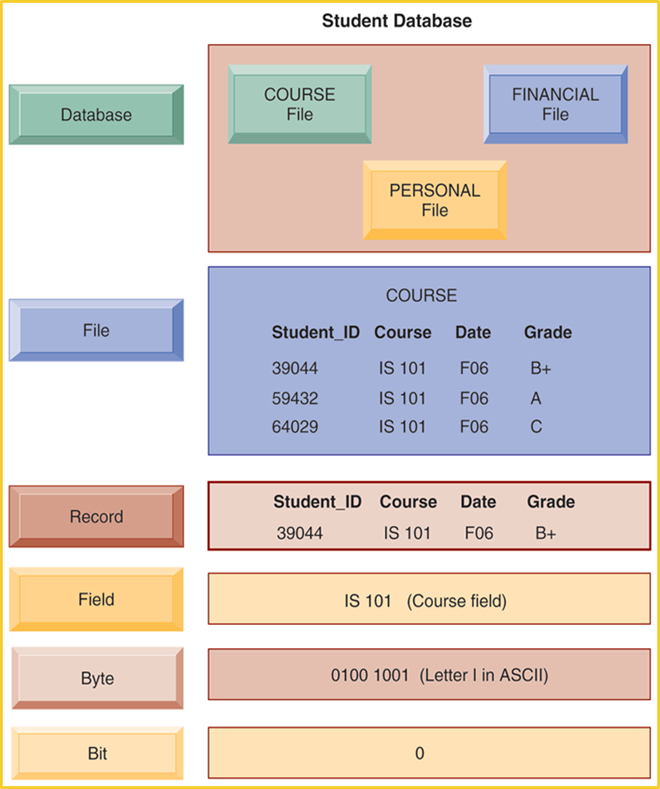 Student Database
Database
COURSE
File
FINANCIAL
File
PERSONAL
File
File
COURSE
Student_ID Course Date Grade
39044 IS 101 F06 B+
59432 IS 101 F06 A
64029 IS 101 F06 C
Record
Student_ID Course Date Grade
39044 IS 101 F06 B+
Field
IS 101 (Course field)
Byte
0100 1001 (Letter I in ASCII)
Bit
0